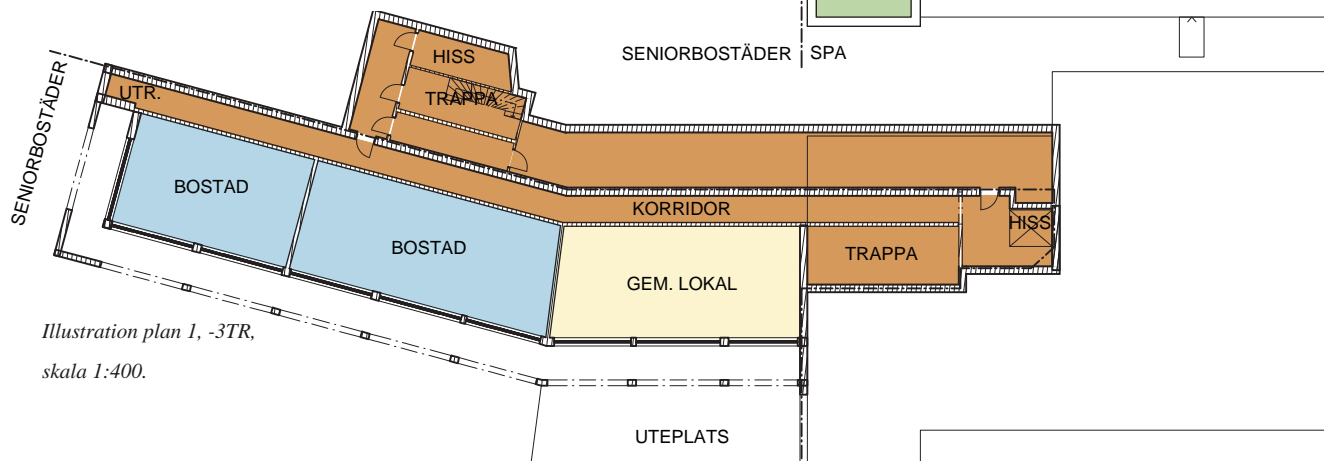 SENIORBOSTÄDER SPA
HISS
TRAPPA
UTR.
SENIORBOSTÄDER
BOSTAD
BOSTAD
KORRIDOR
HISS
TRAPPA
GEM. LOKAL
Illustration plan 1, -3TR,
skala 1:400.
UTEPLATS